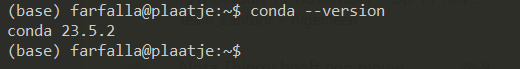 (base) farfalla@plaatje:~$ conda --version
conda 23.5.2
(base) farfalla@plaatje:~$